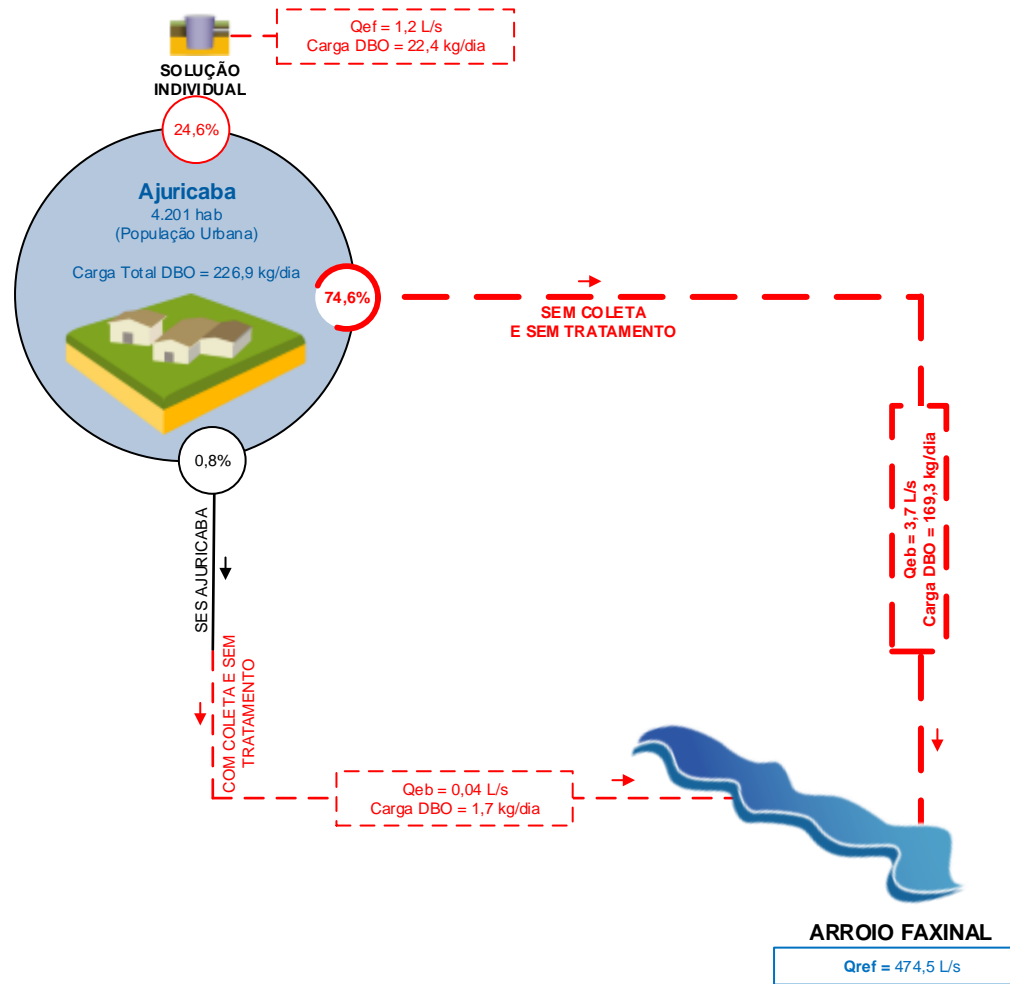 Qef = 1,2 L/s
Carga DBO = 22,4 kg/dia
SOLUÇÃO
INDIVIDUAL
24,6%
Ajuricaba
4.201 hab
(População Urbana)
Carga Total DBO = 226,9 kg/dia
74,6%
SEM COLETA
E SEM TRATAMENTO
0,8%
SES AJURICABA
COM COLETA E SEM
TRATAMENTO
Qeb = 3,7 L/s
Carga DBO = 169,3 kg/dia
Qeb = 0,04 L/s
Carga DBO = 1,7 kg/dia
ARROIO FAXINAL
Qref = 474,5 L/s